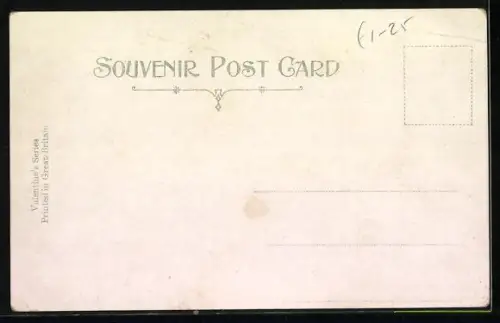 £1-25
SOUVENIR POST CARD
Valentine's Series
Printed in Great Britain